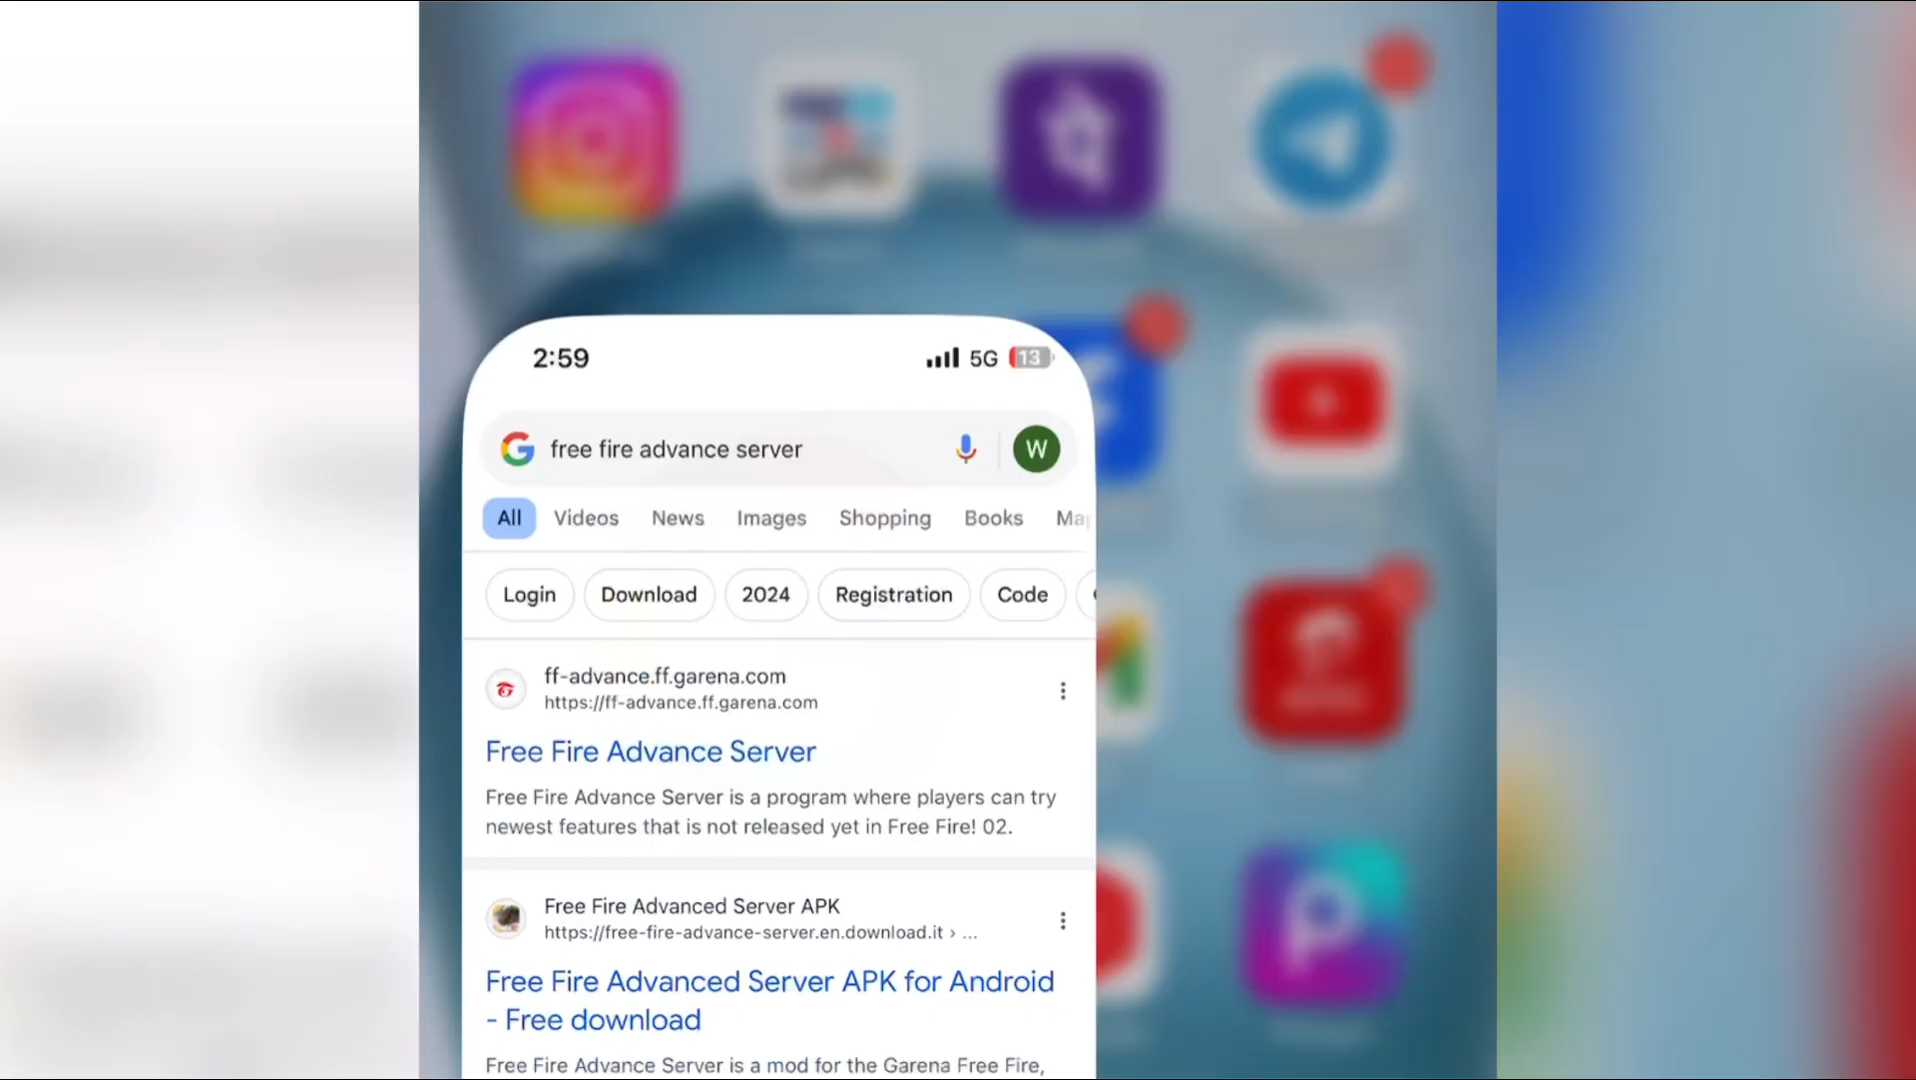 2:59 5G 13
free fire advance server W
All Videos News Images Shopping Books Ma
Login Download 2024 Registration Code
ff-advance.ff.garena.com
https://ff-advance.ff.garena.com
Free Fire Advance Server
Free Fire Advance Server is a program where players can try
newest features that is not released yet in Free Fire! 02.
Free Fire Advanced Server APK
https://free-fire-advance-server.en.download.it › ...
Free Fire Advanced Server APK for Android
- Free download
Free Fire Advance Server is a mod for the Garena Free Fire,